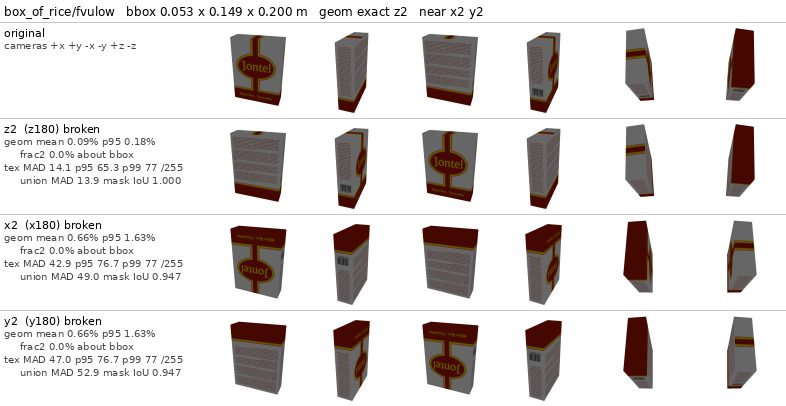 box_of_rice/fvulow   bbox 0.053 x 0.149 x 0.200 m   geom exact z2   near x2 y2
original
cameras +x +y -x -y +z -z
Jontel
z2  (z180) broken
geom mean 0.09% p95 0.18%
frac2 0.0% about bbox
tex MAD 14.1 p95 65.3 p99 77 /255
union MAD 13.9 mask IoU 1.000
Jontel
x2  (x180) broken
geom mean 0.66% p95 1.63%
frac2 0.0% about bbox
tex MAD 42.9 p95 76.7 p99 77 /255
union MAD 49.0 mask IoU 0.947
Jontel
y2  (y180) broken
geom mean 0.66% p95 1.63%
frac2 0.0% about bbox
tex MAD 47.0 p95 76.7 p99 77 /255
union MAD 52.9 mask IoU 0.947
Jontel